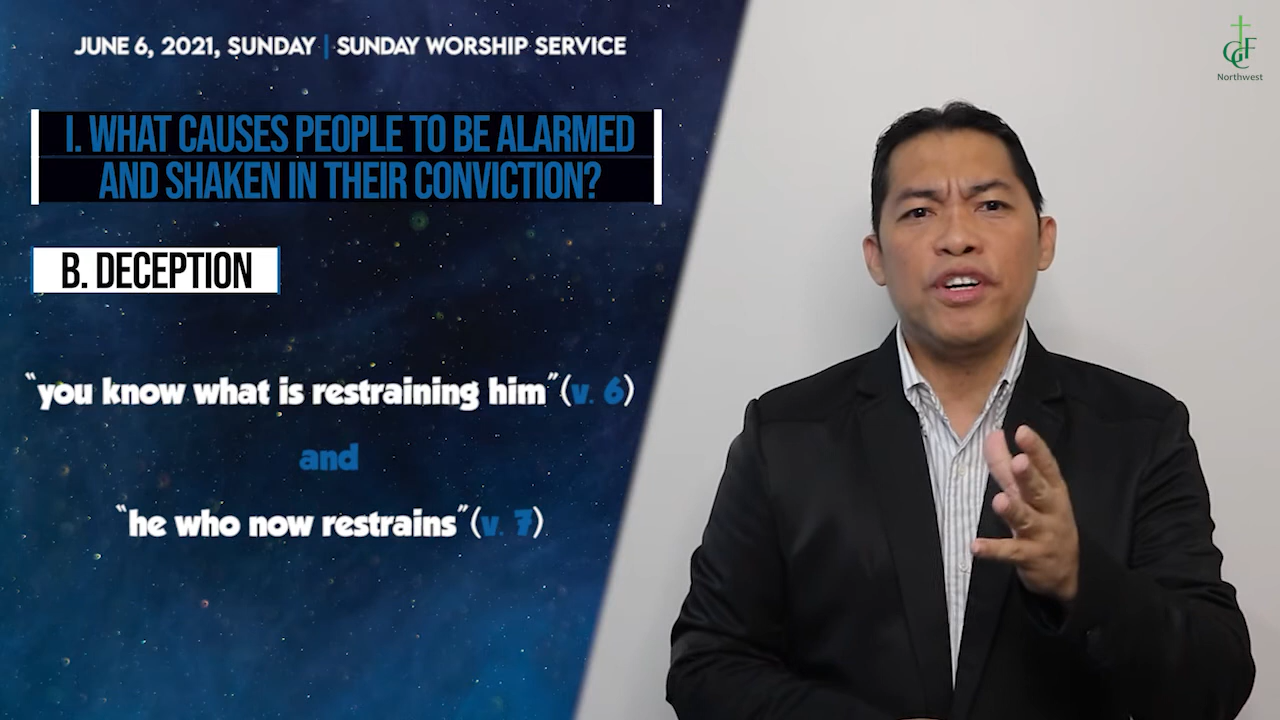 JUNE 6, 2021, SUNDAY | SUNDAY WORSHIP SERVICE
I. WHAT CAUSES PEOPLE TO BE ALARMED
AND SHAKEN IN THEIR CONVICTION?
B. DECEPTION
"you know what is restraining him" (v. 6)
and
"he who now restrains" (v. 7)
GCF
Northwest